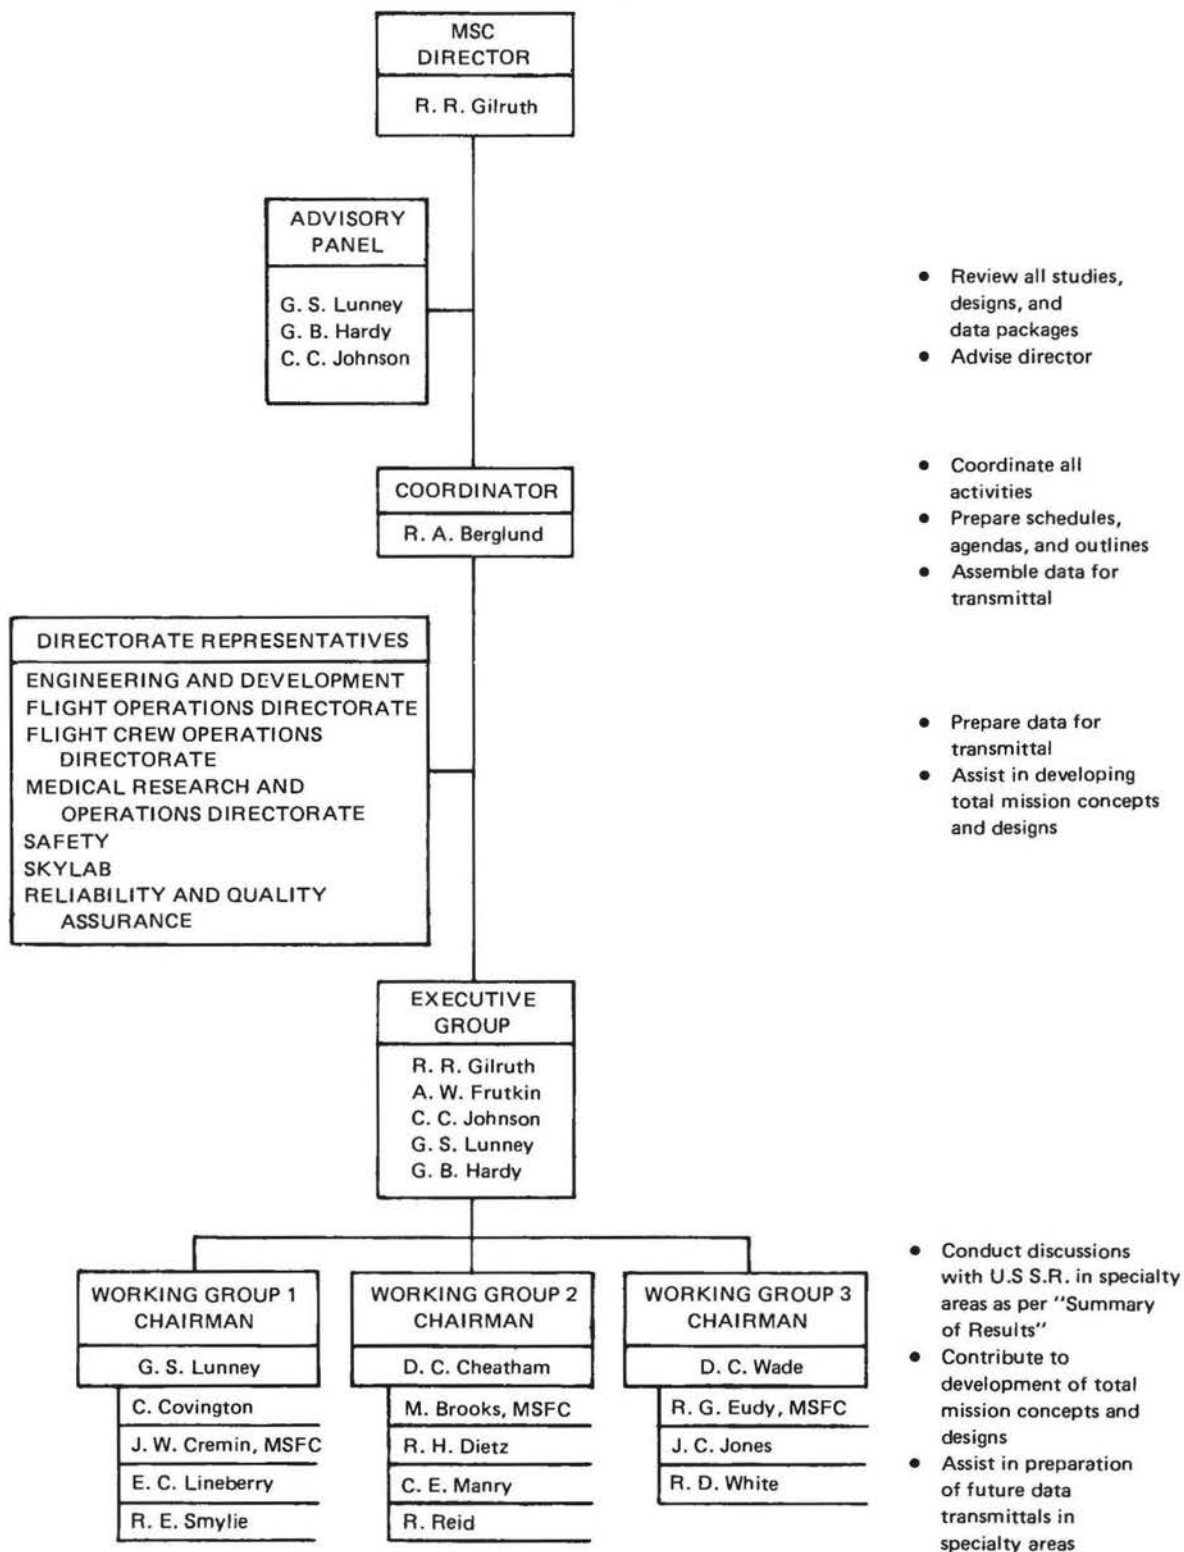 MSC
DIRECTOR
R. R. Gilruth
ADVISORY
PANEL
G. S. Lunney
G. B. Hardy
C. C. Johnson
• Review all studies,
designs, and
data packages
• Advise director
COORDINATOR
R. A. Berglund
• Coordinate all
activities
• Prepare schedules,
agendas, and outlines
• Assemble data for
transmittal
DIRECTORATE REPRESENTATIVES
ENGINEERING AND DEVELOPMENT
FLIGHT OPERATIONS DIRECTORATE
FLIGHT CREW OPERATIONS
DIRECTORATE
MEDICAL RESEARCH AND
OPERATIONS DIRECTORATE
SAFETY
SKYLAB
RELIABILITY AND QUALITY
ASSURANCE
• Prepare data for
transmittal
• Assist in developing
total mission concepts
and designs
EXECUTIVE
GROUP
R. R. Gilruth
A. W. Frutkin
C. C. Johnson
G. S. Lunney
G. B. Hardy
WORKING GROUP 1
CHAIRMAN
G. S. Lunney
C. Covington
J. W. Cremin, MSFC
E. C. Lineberry
R. E. Smylie
WORKING GROUP 2
CHAIRMAN
D. C. Cheatham
M. Brooks, MSFC
R. H. Dietz
C. E. Manry
R. Reid
WORKING GROUP 3
CHAIRMAN
D. C. Wade
R. G. Eudy, MSFC
J. C. Jones
R. D. White
• Conduct discussions
with U.S S.R. in specialty
areas as per "Summary
of Results"
• Contribute to
development of total
mission concepts and
designs
• Assist in preparation
of future data
transmittals in
specialty areas